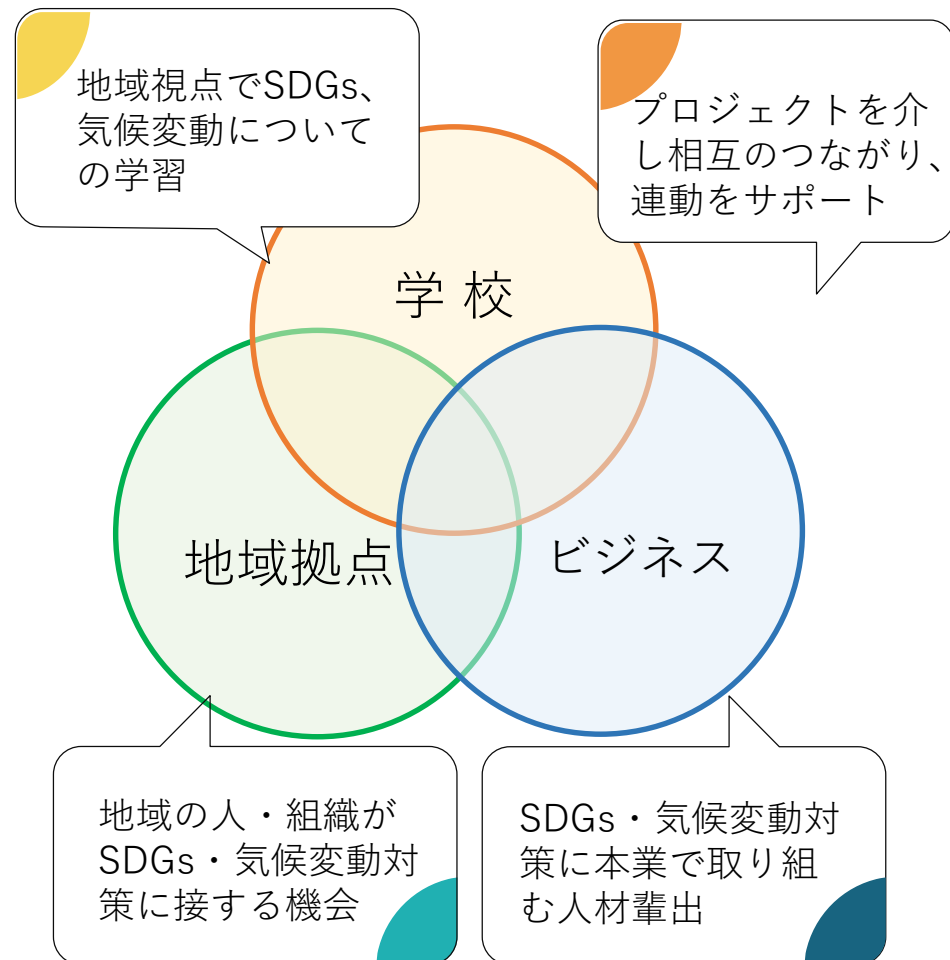 地域視点でSDGs、
気候変動について
の学習
プロジェクトを介
し相互のつながり、
連動をサポート
学 校
地域拠点
ビジネス
地域の人・組織が
SDGs・気候変動対
策に接する機会
SDGs・気候変動対
策に本業で取り組
む人材輩出